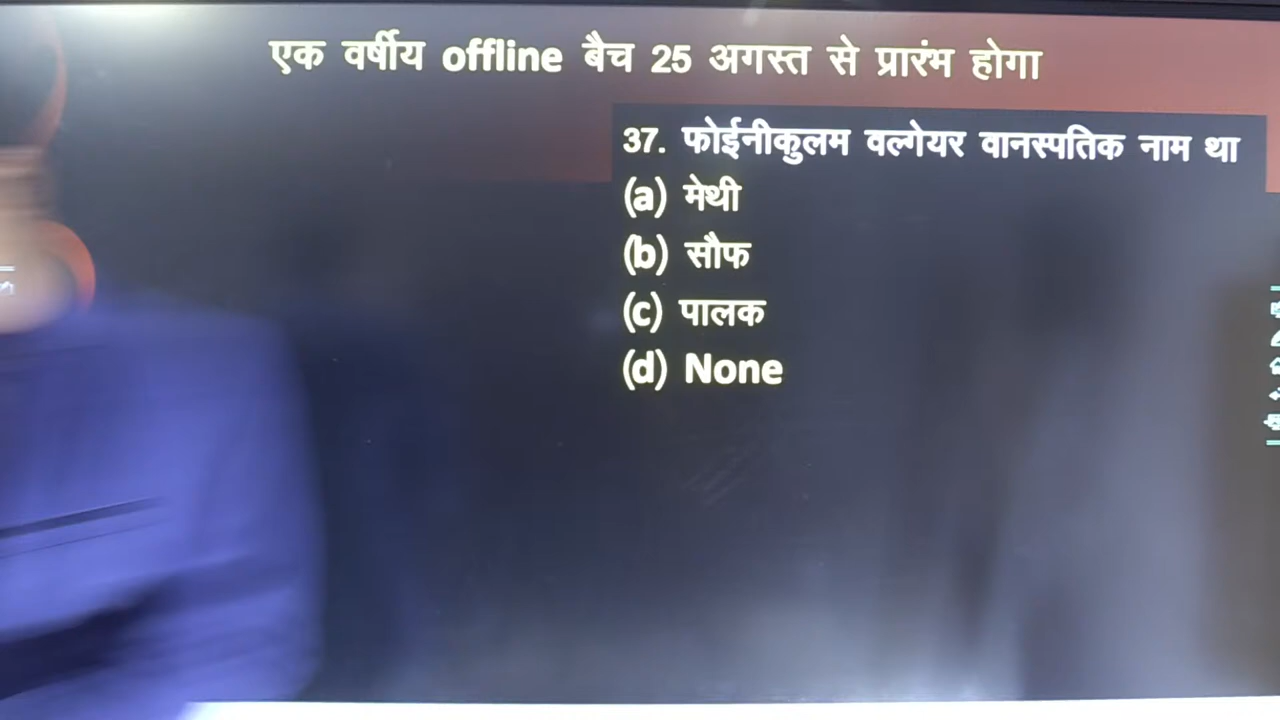 एक वर्षीय offline बैच 25 अगस्त से प्रारंभ होगा
37. फोईनीकुलम वल्गेयर वानस्पतिक नाम था
(a) मेथी
(b) सौफ
(c) पालक
(d) None